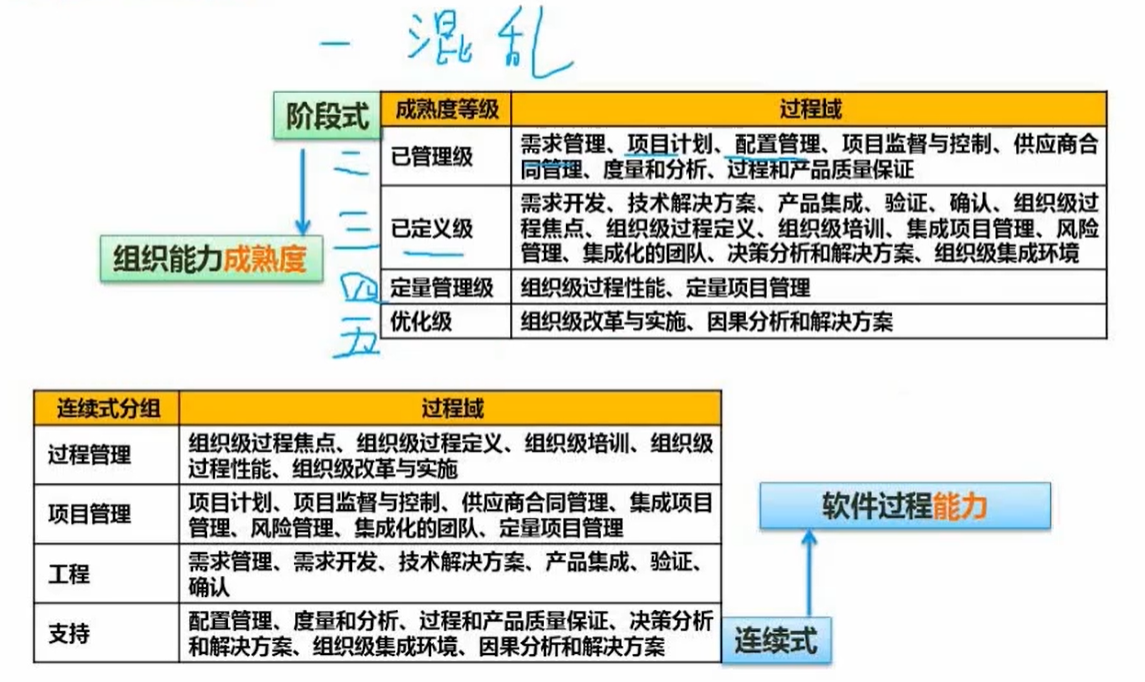 一 混乱
阶段式
成熟度等级 过程域
二 已管理级 需求管理、项目计划、配置管理、项目监督与控制、供应商合
同管理、度量和分析、过程和产品质量保证
三 已定义级 需求开发、技术解决方案、产品集成、验证、确认、组织级过
程焦点、组织级过程定义、组织级培训、集成项目管理、风险
管理、集成化的团队、决策分析和解决方案、组织级集成环境
组织能力成熟度
四 定量管理级 组织级过程性能、定量项目管理
五 优化级 组织级改革与实施、因果分析和解决方案
连续式分组 过程域
过程管理 组织级过程焦点、组织级过程定义、组织级培训、组织级
过程性能、组织级改革与实施
项目管理 项目计划、项目监督与控制、供应商合同管理、集成项目
管理、风险管理、集成化的团队、定量项目管理
工程 需求管理、需求开发、技术解决方案、产品集成、验证、
确认
支持 配置管理、度量和分析、过程和产品质量保证、决策分析
和解决方案、组织级集成环境、因果分析和解决方案
软件过程能力
连续式